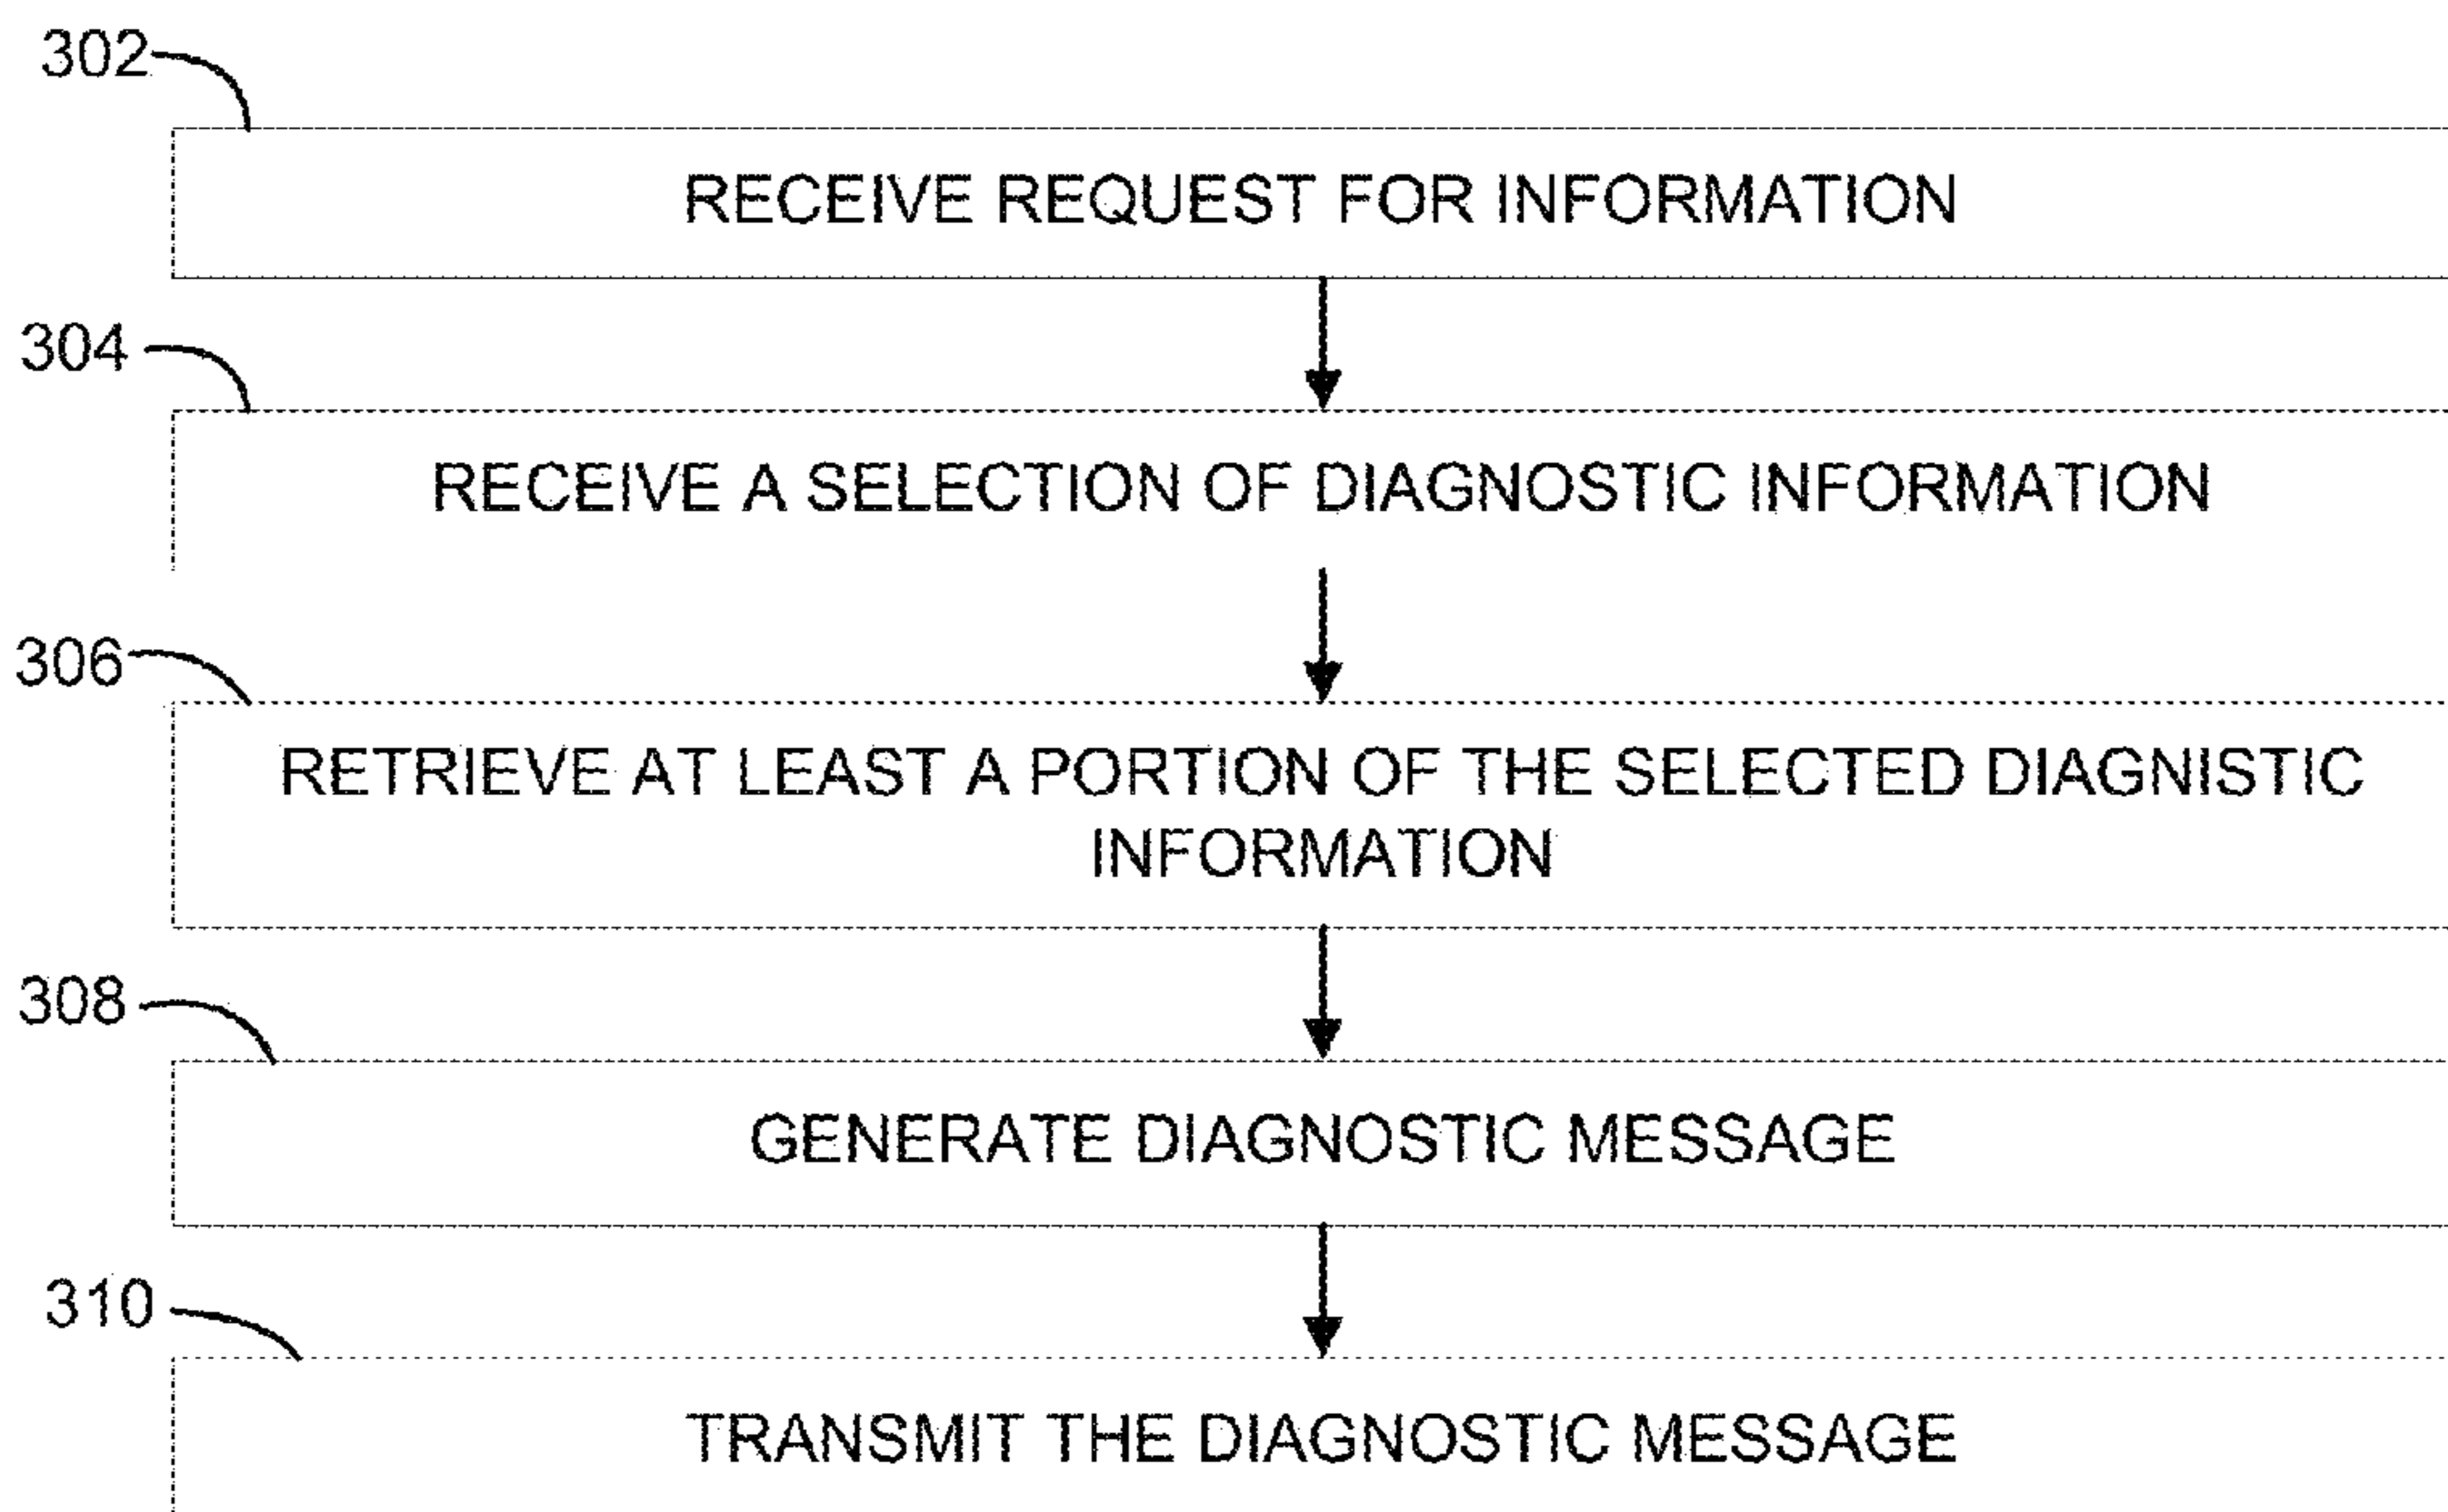 302
RECEIVE REQUEST FOR INFORMATION
304
RECEIVE A SELECTION OF DIAGNOSTIC INFORMATION
306
RETRIEVE AT LEAST A PORTION OF THE SELECTED DIAGNISTIC
INFORMATION
308
GENERATE DIAGNOSTIC MESSAGE
310
TRANSMIT THE DIAGNOSTIC MESSAGE